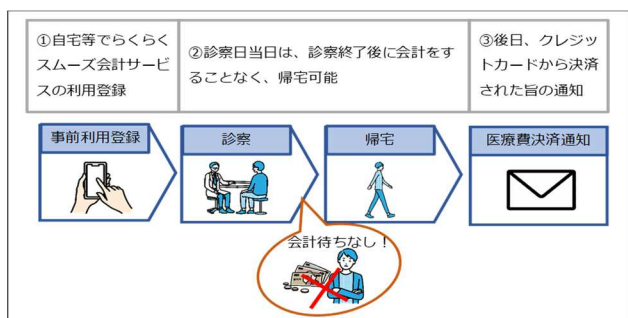 ①自宅等でらくらく
スムーズ会計サービ
スの利用登録
②診察日当日は、診察終了後に会計をす
ることなく、帰宅可能
③後日、クレジッ
トカードから決済
された旨の通知
事前利用登録
診察
帰宅
医療費決済通知
会計待ちなし！